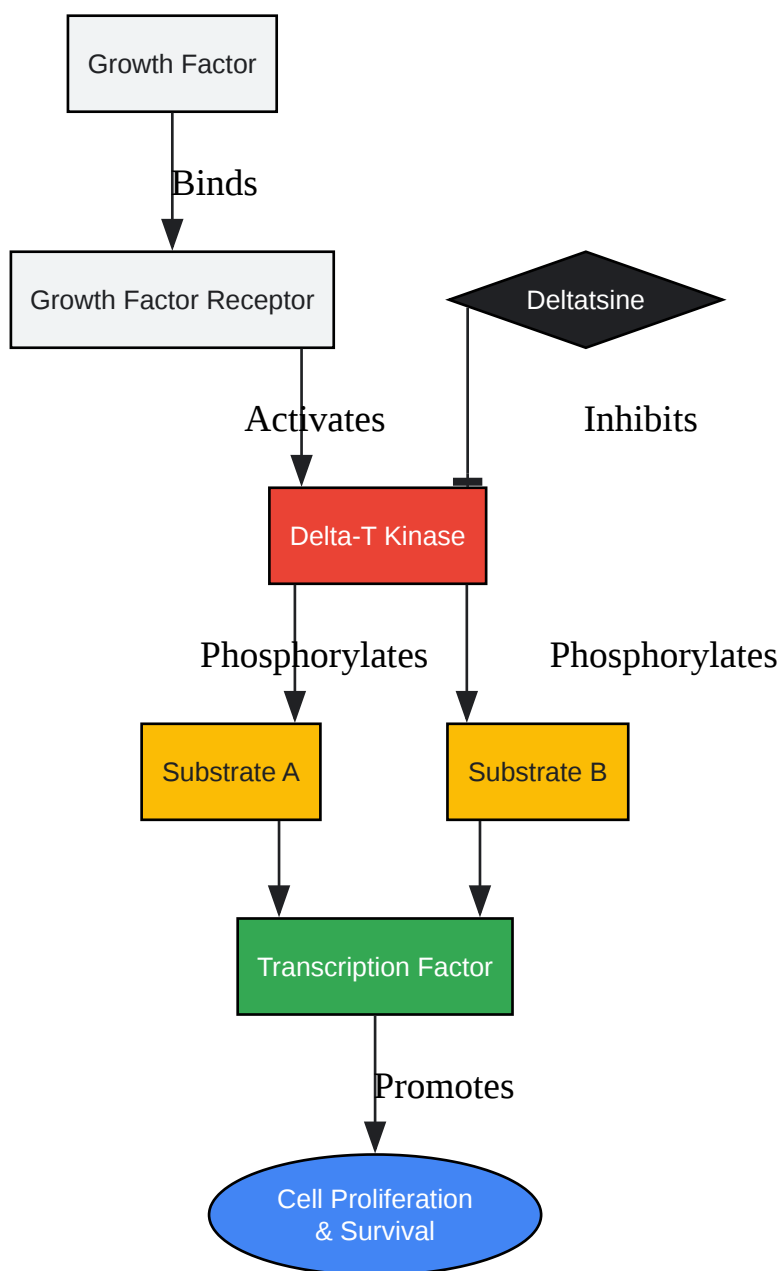 Growth Factor
Binds
Growth Factor Receptor
Deltatsine
Activates
Inhibits
Delta-T Kinase
Phosphorylates
Phosphorylates
Substrate A
Substrate B
Transcription Factor
Promotes
Cell Proliferation
& Survival